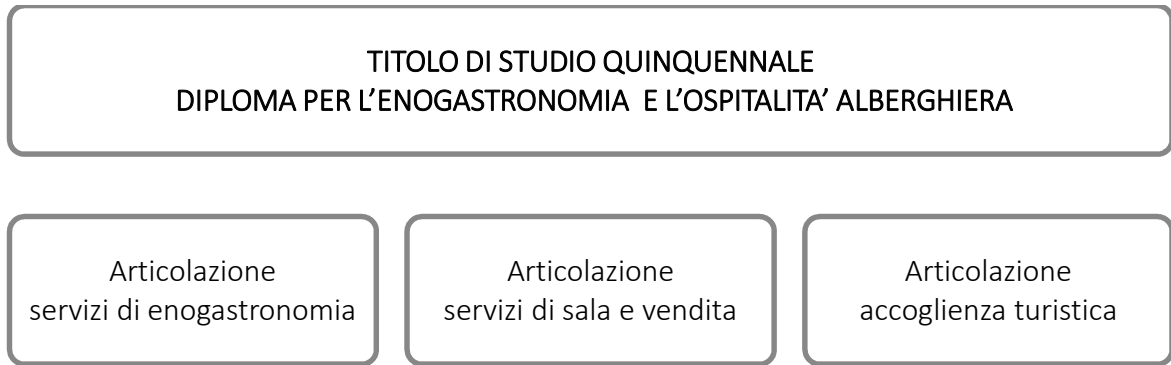 TITOLO DI STUDIO QUINQUENNALE
DIPLOMA PER L’ENOGASTRONOMIA E L’OSPITALITA’ ALBERGHIERA
Articolazione
servizi di enogastronomia
Articolazione
servizi di sala e vendita
Articolazione
accoglienza turistica